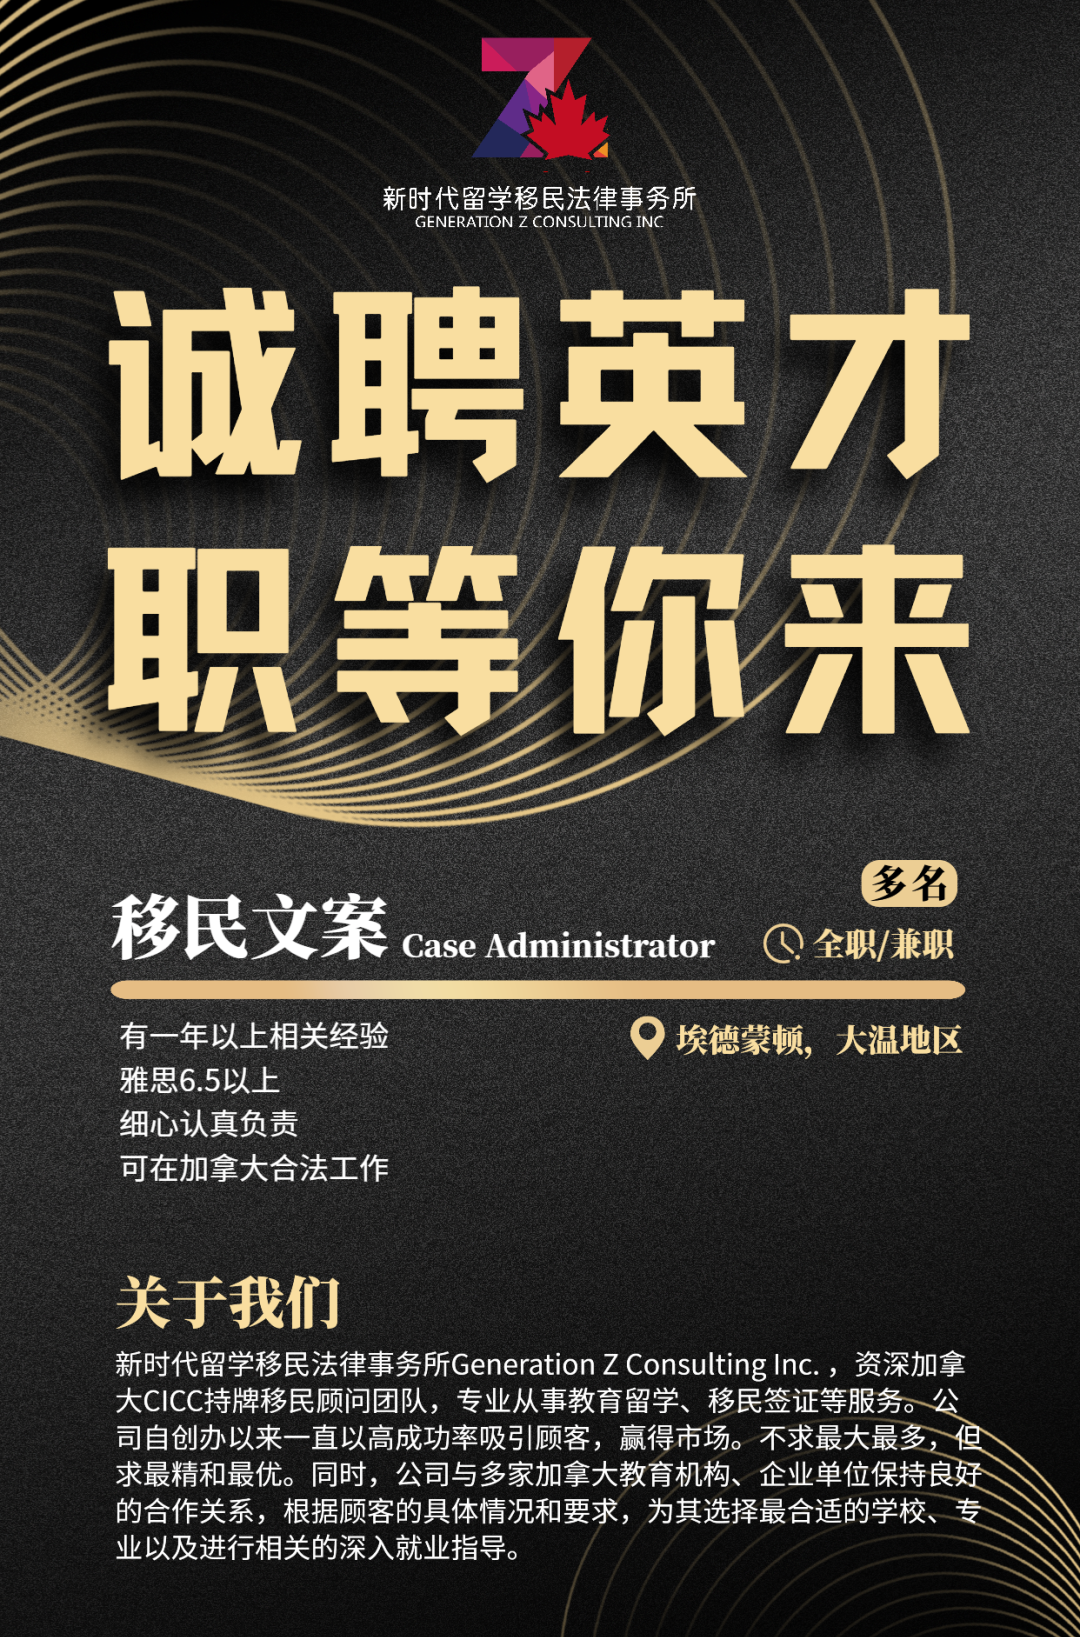 新时代留学移民法律事务所
GENERATION Z CONSULTING INC
诚聘英才
职等你来
多名
移民文案 Case Administrator 全职/兼职
有一年以上相关经验
埃德蒙顿，大温地区
雅思6.5以上
细心认真负责
可在加拿大合法工作
关于我们
新时代留学移民法律事务所Generation Z Consulting Inc.，资深加拿
大CICC持牌移民顾问团队，专业从事教育留学、移民签证等服务。公
司自创办以来一直以高成功率吸引顾客，赢得市场。不求最大最多，但
求最精和最优。同时，公司与多家加拿大教育机构、企业单位保持良好
的合作关系，根据顾客的具体情况和要求，为其选择最合适的学校、专
业以及进行相关的深入就业指导。